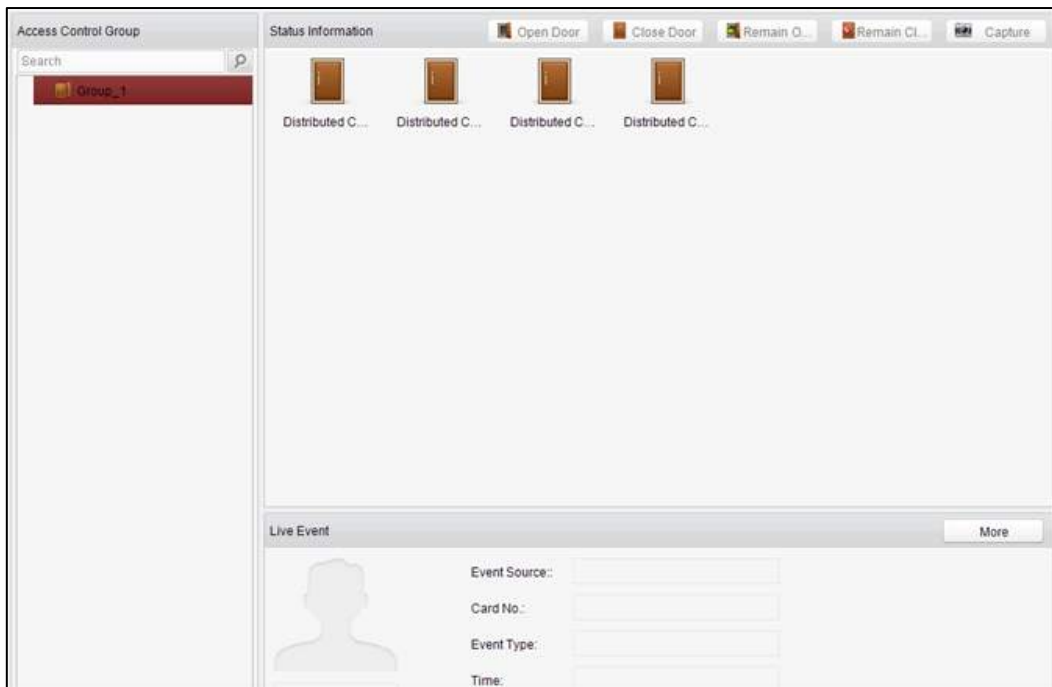 Access Control Group
Search
Group_1
Status Information
Open Door
Close Door
Remain O...
Remain Cl...
Capture
Distributed C...
Distributed C...
Distributed C...
Distributed C...
Live Event
More
Event Source::
Card No.:
Event Type:
Time: